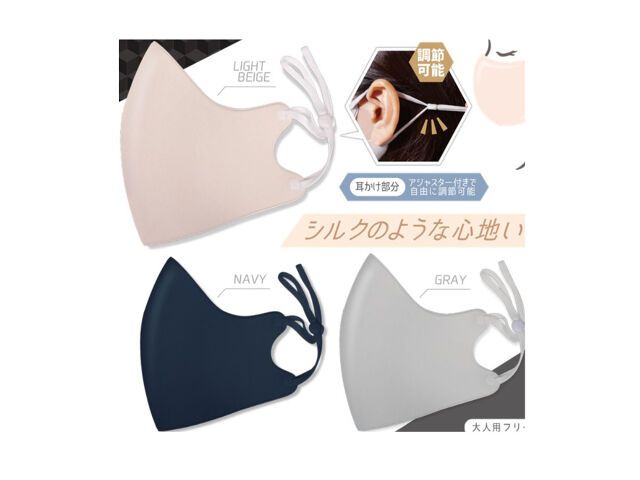 LIGHT
BEIGE
調節
可能
耳かけ部分
アジャスター付きで
自由に調節可能
シルクのような心地い
NAVY
GRAY
大人用フリー